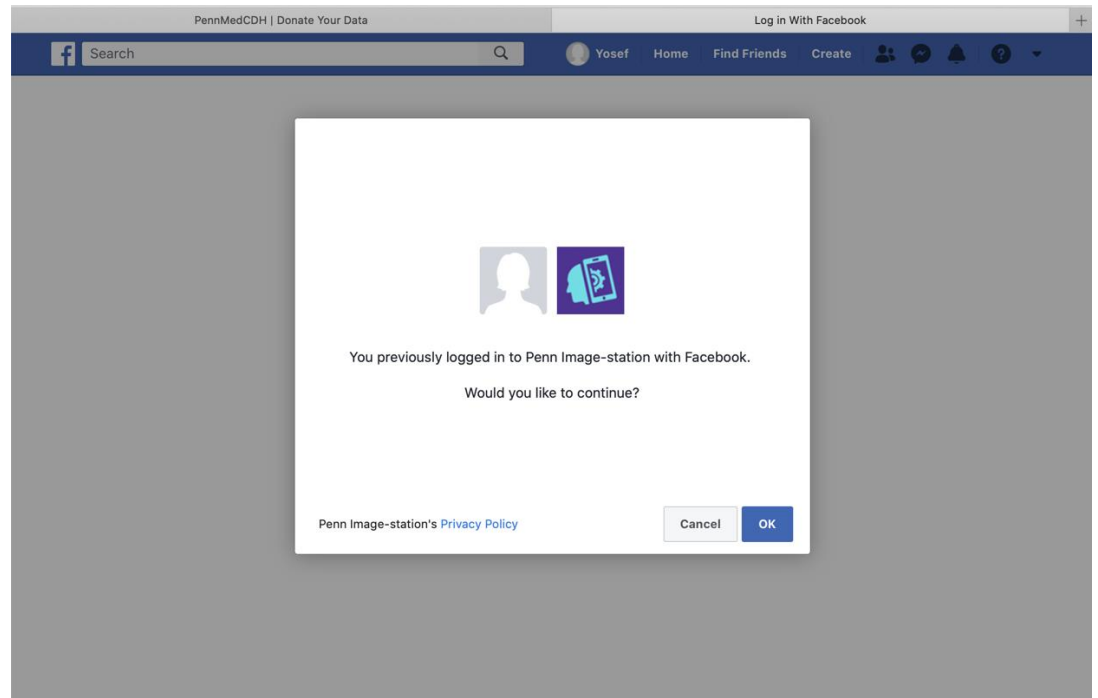 PennMedCDH | Donate Your Data
Log in With Facebook
+
f
Search
Yosef Home Find Friends Create ?
You previously logged in to Penn Image-station with Facebook.
Would you like to continue?
Penn Image-station's Privacy Policy
Cancel OK